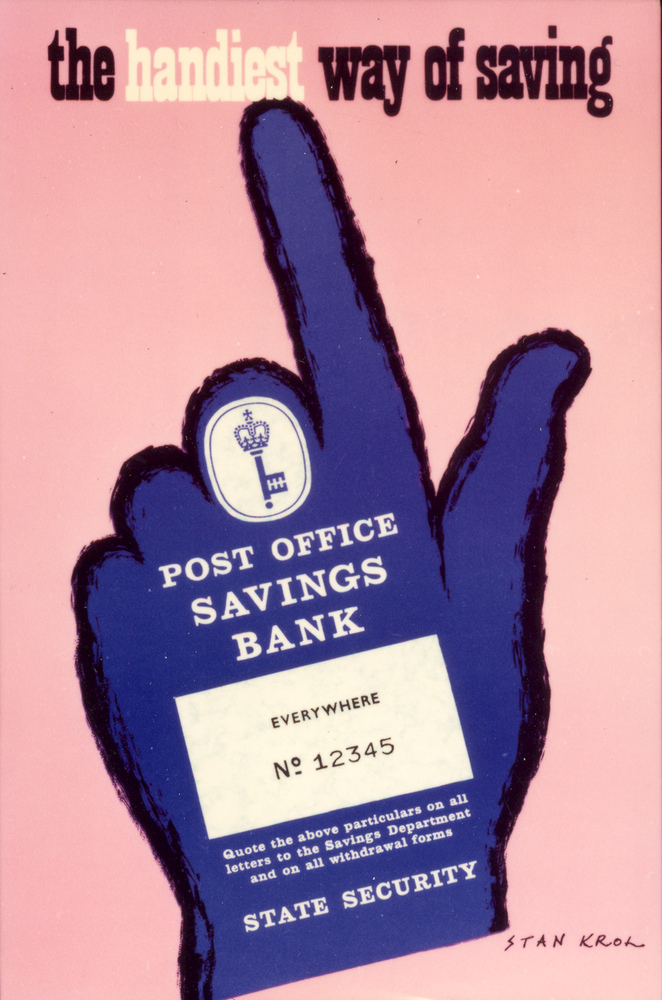 the handiest way of saving
POST OFFICE
SAVINGS
BANK
EVERYWHERE
Nº 12345
Quote the above particulars on all
letters to the Savings Department
and on all withdrawal forms
STATE SECURITY
STAN KROL